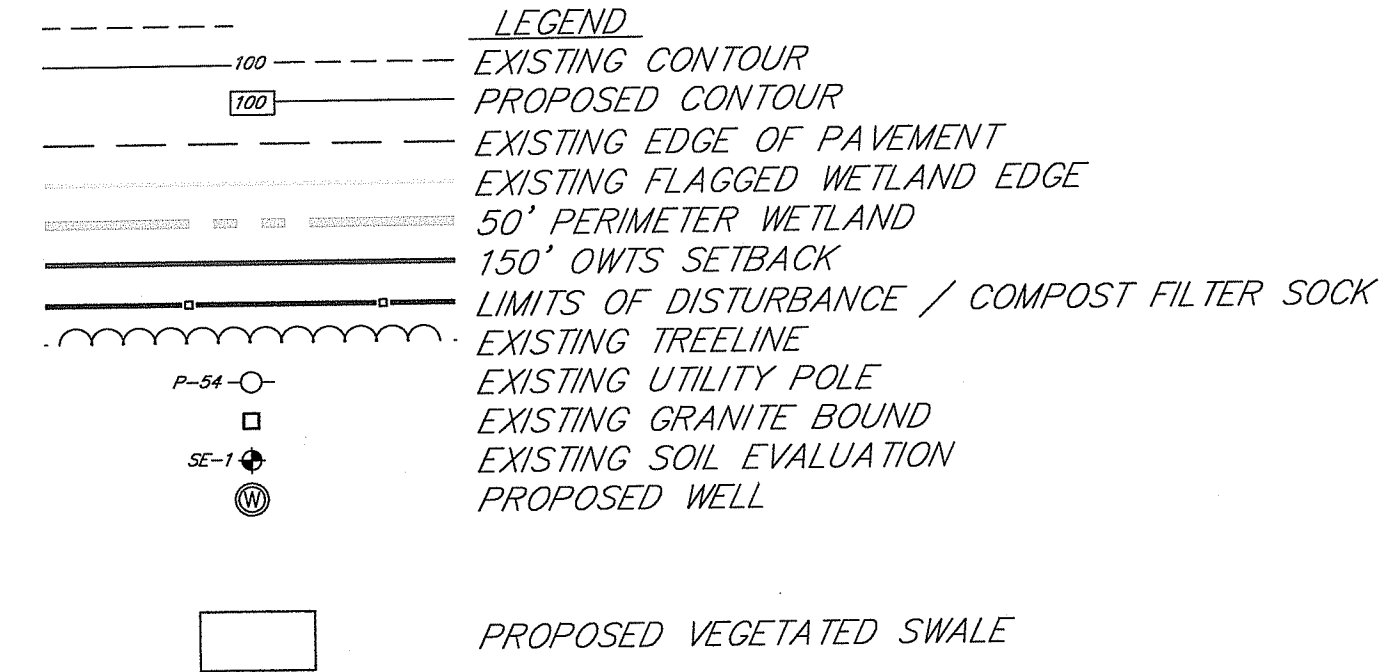 LEGEND
100 EXISTING CONTOUR
100 PROPOSED CONTOUR
EXISTING EDGE OF PAVEMENT
EXISTING FLAGGED WETLAND EDGE
50' PERIMETER WETLAND
150' OWTS SETBACK
LIMITS OF DISTURBANCE / COMPOST FILTER SOCK
EXISTING TREELINE
P-54 EXISTING UTILITY POLE
EXISTING GRANITE BOUND
SE-1 EXISTING SOIL EVALUATION
W PROPOSED WELL
PROPOSED VEGETATED SWALE